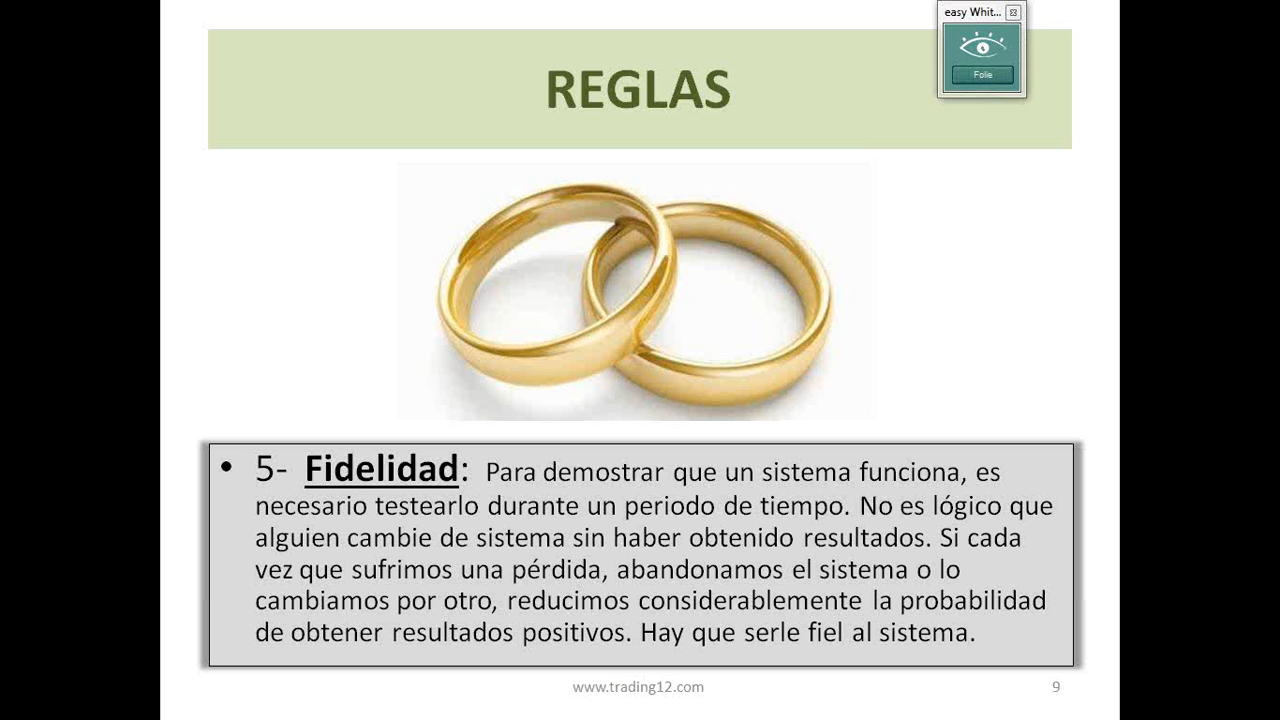 easy Whit...
Folie
REGLAS
• 5- Fidelidad: Para demostrar que un sistema funciona, es
necesario testearlo durante un periodo de tiempo. No es lógico que
alguien cambie de sistema sin haber obtenido resultados. Si cada
vez que sufrimos una pérdida, abandonamos el sistema o lo
cambiamos por otro, reducimos considerablemente la probabilidad
de obtener resultados positivos. Hay que serle fiel al sistema.
www.trading12.com
9